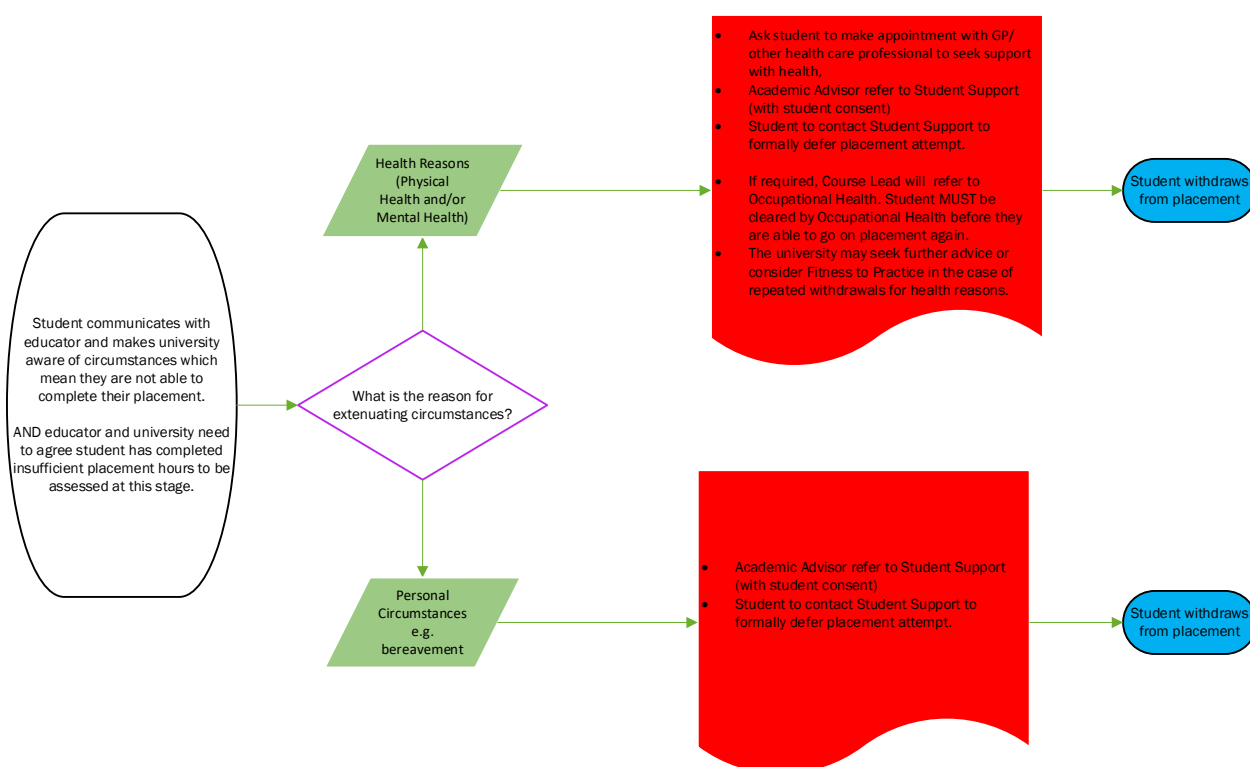 Student communicates with
educator and makes university
aware of circumstances which
mean they are not able to
complete their placement.
AND educator and university need
to agree student has completed
insufficient placement hours to be
assessed at this stage.
What is the reason for
extenuating circumstances?
Health Reasons
(Physical
Health and/or
Mental Health)
• Ask student to make appointment with GP/
other health care professional to seek support
with health,
• Academic Advisor refer to Student Support
(with student consent)
• Student to contact Student Support to
formally defer placement attempt.
• If required, Course Lead will refer to
Occupational Health. Student MUST be
cleared by Occupational Health before they
are able to go on placement again.
• The university may seek further advice or
consider Fitness to Practice in the case of
repeated withdrawals for health reasons.
Student withdraws
from placement
Personal
Circumstances
e.g.
bereavement
• Academic Advisor refer to Student Support
(with student consent)
• Student to contact Student Support to
formally defer placement attempt.
Student withdraws
from placement